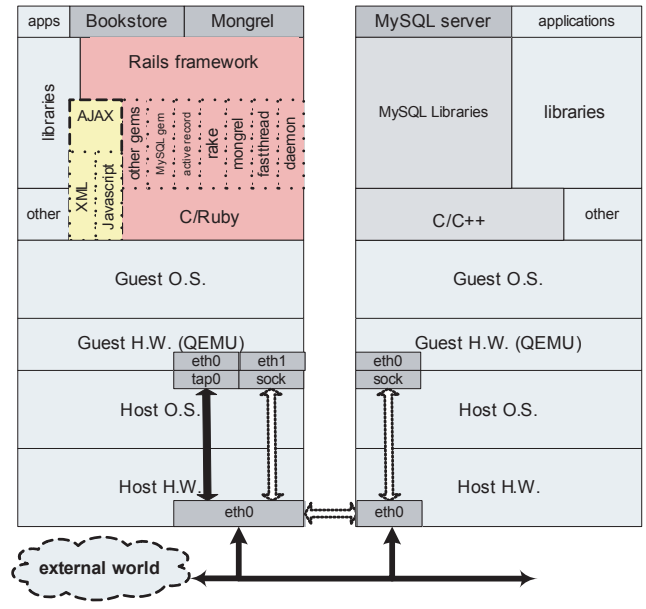 apps
Bookstore
Mongrel
Rails framework
libraries
AJAX
other gems
MySQL gem
active record
rake
mongrel
fastthread
daemon
XML
Javascript
other
C/Ruby
Guest O.S.
Guest H.W. (QEMU)
eth0
eth1
tap0
sock
Host O.S.
Host H.W.
eth0
MySQL server
applications
MySQL Libraries
libraries
C/C++
other
Guest O.S.
Guest H.W. (QEMU)
eth0
sock
Host O.S.
Host H.W.
eth0
external world